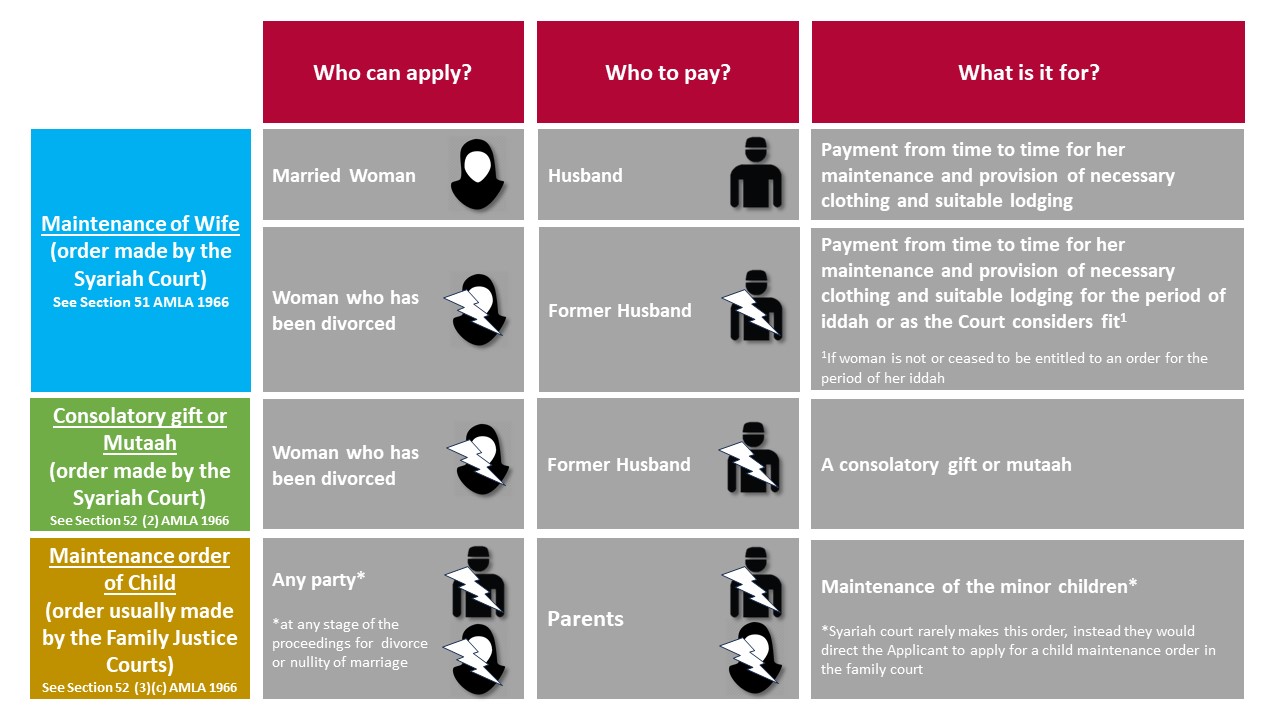 Who can apply?
Who to pay?
What is it for?
Maintenance of Wife
(order made by the
Syariah Court)
See Section 51 AMLA 1966
Married Woman
Husband
Payment from time to time for her
maintenance and provision of necessary
clothing and suitable lodging
Woman who has
been divorced
Former Husband
Payment from time to time for her
maintenance and provision of necessary
clothing and suitable lodging for the period of
iddah or as the Court considers fit¹
¹If woman is not or ceased to be entitled to an order for the
period of her iddah
Consolatory gift or
Mutaah
(order made by the
Syariah Court)
See Section 52 (2) AMLA 1966
Woman who has
been divorced
Former Husband
A consolatory gift or mutaah
Maintenance order
of Child
(order usually made
by the Family Justice
Courts)
See Section 52 (3)(c) AMLA 1966
Any party*
*at any stage of the
proceedings for divorce
or nullity of marriage
Parents
Maintenance of the minor children*
*Syariah court rarely makes this order, instead they would
direct the Applicant to apply for a child maintenance order in
the family court